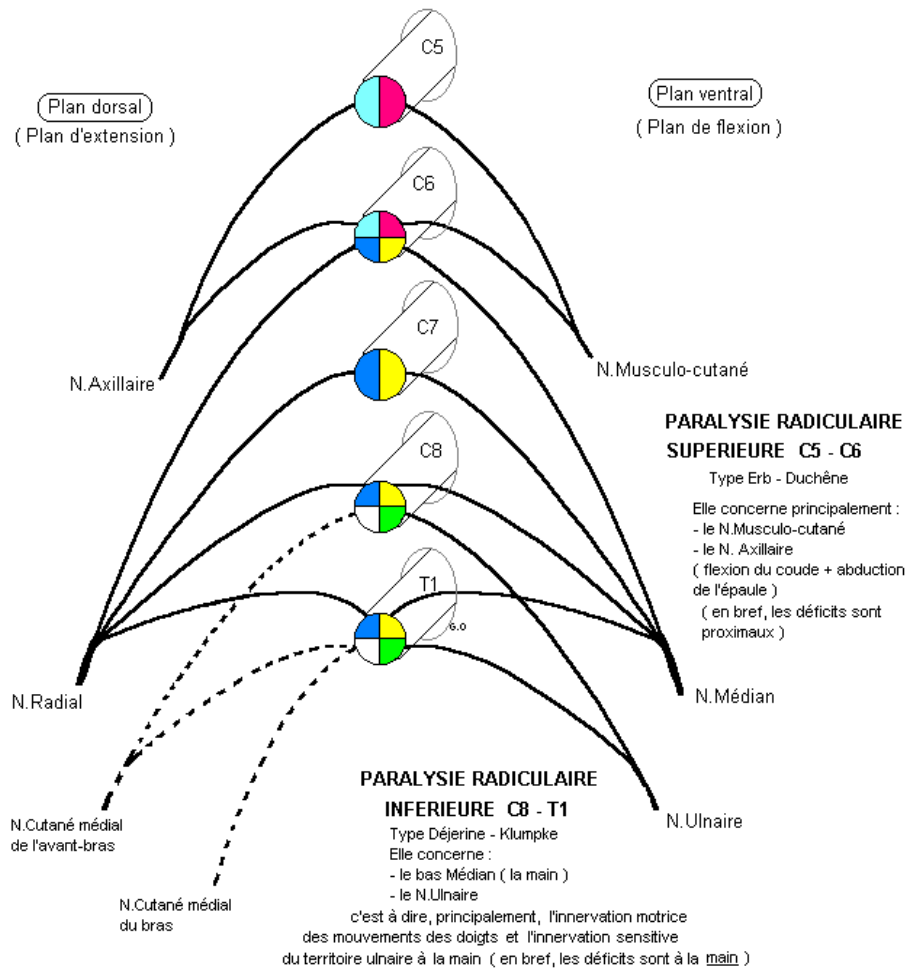 C5
Plan dorsal
( Plan d'extension )
Plan ventral
( Plan de flexion )
C6
C7
N.Axillaire
N.Musculo-cutané
PARALYSIE RADICULAIRE
SUPERIEURE C5 - C6
Type Erb - Duchêne
Elle concerne principalement :
- le N.Musculo-cutané
- le N. Axillaire
( flexion du coude + abduction
de l'épaule )
( en bref, les déficits sont
proximaux )
C8
T1
6.0
N.Radial
N.Médian
PARALYSIE RADICULAIRE
INFERIEURE C8 - T1
Type Déjerine - Klumpke
Elle concerne :
- le bas Médian ( la main )
- le N.Ulnaire
c'est à dire, principalement, l'innervation motrice
des mouvements des doigts et l'innervation sensitive
du territoire ulnaire à la main ( en bref, les déficits sont à la main )
N.Ulnaire
N.Cutané médial
de l'avant-bras
N.Cutané médial
du bras